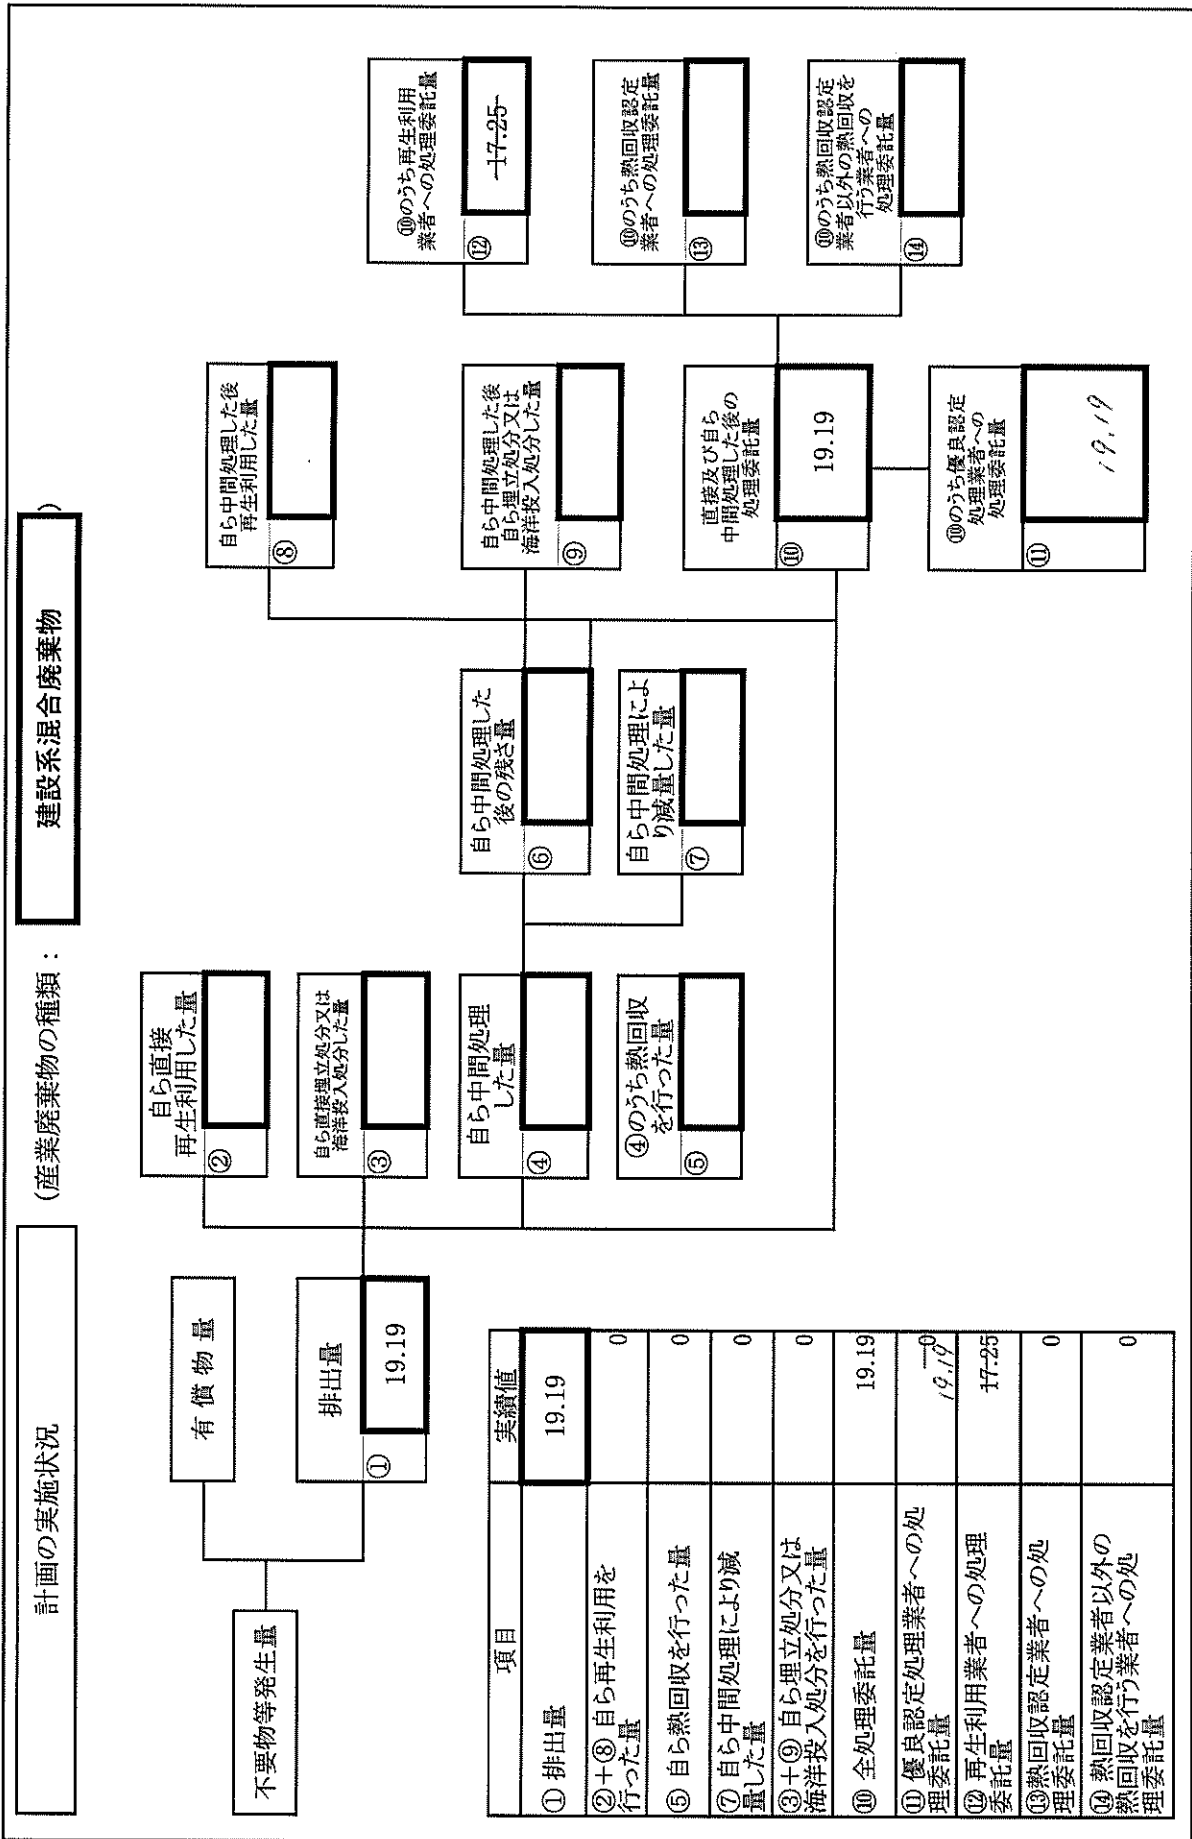 計画の実施状況
(産業廃棄物の種類:
建設系混合廃棄物
)
不要物等発生量
有償物量
排出量
①
19.19
自ら直接
再生利用した量
②
自ら直接埋立処分又は
海洋投入処分した量
③
自ら中間処理
した量
④
④のうち熱回収
を行った量
⑤
自ら中間処理した
後の残さ量
⑥
自ら中間処理によ
り減量した量
⑦
自ら中間処理した後
再生利用した量
⑧
自ら中間処理した後
自ら埋立処分又は
海洋投入処分した量
⑨
直接及び自ら
中間処理した後の
処理委託量
⑩
19.19
⑩のうち優良認定
処理業者への
処理委託量
⑪
19.19
⑩のうち再生利用
業者への処理委託量
⑫
17.25
⑩のうち熱回収認定
業者への処理委託量
⑬
⑩のうち熱回収認定
業者以外の熱回収を
行う業者への
処理委託量
⑭
項目 実績値
①排出量 19.19
②+⑧ 自ら再生利用を
行った量 0
⑤ 自ら熱回収を行った量 0
⑦ 自ら中間処理により減
量した量 0
③+⑨ 自ら埋立処分又は
海洋投入処分を行った量 0
⑩ 全処理委託量 19.19
⑪ 優良認定処理業者への処
理委託量 0
19.19
⑫ 再生利用業者への処理
委託量 17.25
⑬熱回収認定業者への処
理委託量 0
⑭ 熱回収認定業者以外の
熱回収を行う業者への処
理委託量 0